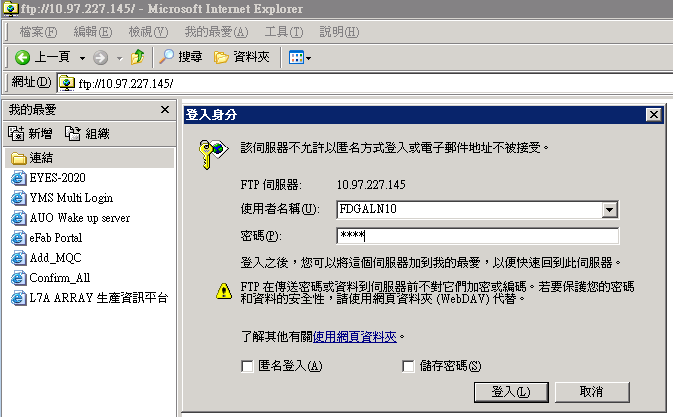 ftp://10.97.227.145/ - Microsoft Internet Explorer
檔案(F) 編輯(E) 檢視(V) 我的最愛(A) 工具(T) 說明(H)
上一頁 搜尋 資料夾
網址(D) ftp://10.97.227.145/
我的最愛
新增 組織
連結
EYES-2020
YMS Multi Login
AUO Wake up server
eFab Portal
Add_MQC
Confirm_All
L7A ARRAY 生產資訊平台
登入身分
該伺服器不允許以匿名方式登入或電子郵件地址不被接受。
FTP 伺服器: 10.97.227.145
使用者名稱(U): FDGALN10
密碼(P): ****
登入之後，您可以將這個伺服器加到我的最愛，以便快速回到此伺服器。
FTP 在傳送密碼或資料到伺服器前不對它們加密或編碼。若要保護您的密碼
和資料的安全性，請使用網頁資料夾 (WebDAV) 代替。
了解其他有關使用網頁資料夾。
匿名登入(A) 儲存密碼(S)
登入(L) 取消